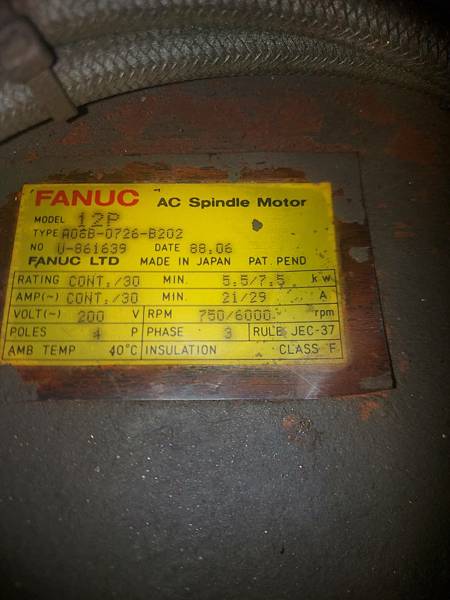 FANUC AC Spindle Motor
MODEL 12P
TYPE A06B-0726-B202
NO U-861639 DATE 88.06
FANUC LTD MADE IN JAPAN PAT. PEND
RATING CONT./30 MIN. 5.5/7.5 kw
AMP(~) CONT./30 MIN. 21/29 A
VOLT(~) 200 V RPM 750/6000 rpm
POLES 4 P PHASE 3 RULE JEC-37
AMB TEMP 40°C INSULATION CLASS F